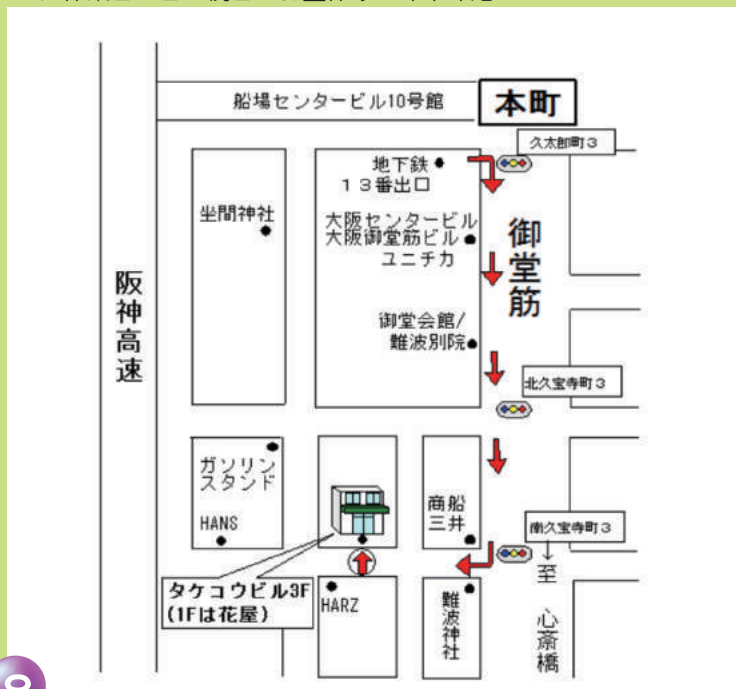 船場センタービル10号館
本町
久太郎町3
地下鉄
13番出口
坐間神社
大阪センタービル
大阪御堂筋ビル
ユニチカ
御堂筋
阪神高速
御堂会館/
難波別院
北久宝寺町3
ガソリン
スタンド
HANS
商船
三井
南久宝寺町3
タケコウビル3F
(1Fは花屋)
HARZ
難波神社
至 心斎橋